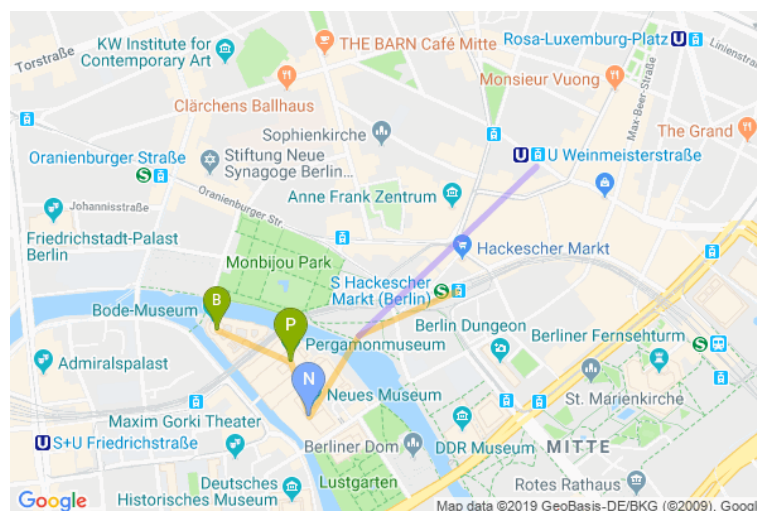 KW Institute for
Contemporary Art
THE BARN Café Mitte
Rosa-Luxemburg-Platz
U
Linienstraße
Torstraße
Monsieur Vuong
Clärchens Ballhaus
Max-Beer-Straße
Sophienkirche
The Grand
Oranienburger Straße
S
Stiftung Neue
Synagoge Berlin...
U
U Weinmeisterstraße
Oranienburger Str.
Anne Frank Zentrum
Johannisstraße
Friedrichstadt-Palast
Berlin
Hackescher Markt
Monbijou Park
S Hackescher
Markt (Berlin)
S
Bode-Museum
B
P
Berlin Dungeon
Berliner Fernsehturm
S
Pergamonmuseum
Admiralspalast
N
Neues Museum
St. Marienkirche
Maxim Gorki Theater
U
S+U Friedrichstraße
Berliner Dom
DDR Museum
MITTE
Deutsches
Historisches Museum
Lustgarten
Rotes Rathaus
Google
Map data ©2019 GeoBasis-DE/BKG (©2009), Googl